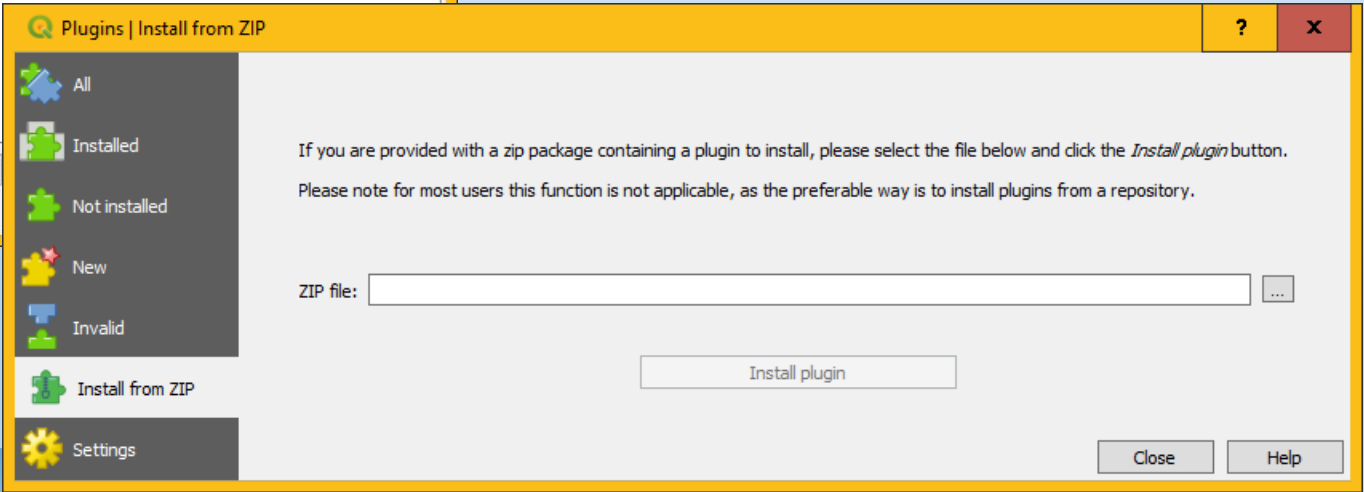 Plugins | Install from ZIP
?
x
All
Installed
Not installed
New
Invalid
Install from ZIP
Settings
If you are provided with a zip package containing a plugin to install, please select the file below and click the Install plugin button.
Please note for most users this function is not applicable, as the preferable way is to install plugins from a repository.
ZIP file:
...
Install plugin
Close
Help